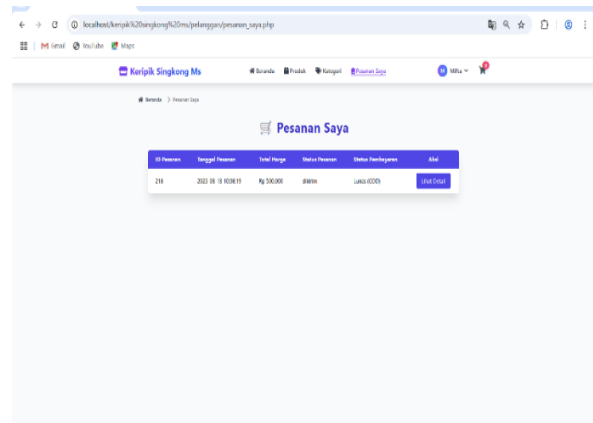 localhost/keripik%20singkong%20ms/pelanggan/pesanan_saya.php
Gmail YouTube Maps
Keripik Singkong Ms Beranda Produk Kategori Pesanan Saya
Beranda > Pesanan Saya
Pesanan Saya
ID Pesanan Tanggal Pesanan Total Harga Status Pesanan Status Pembayaran Aksi
Rp 500.000 dikirim Lunas (COD) Lihat Detail